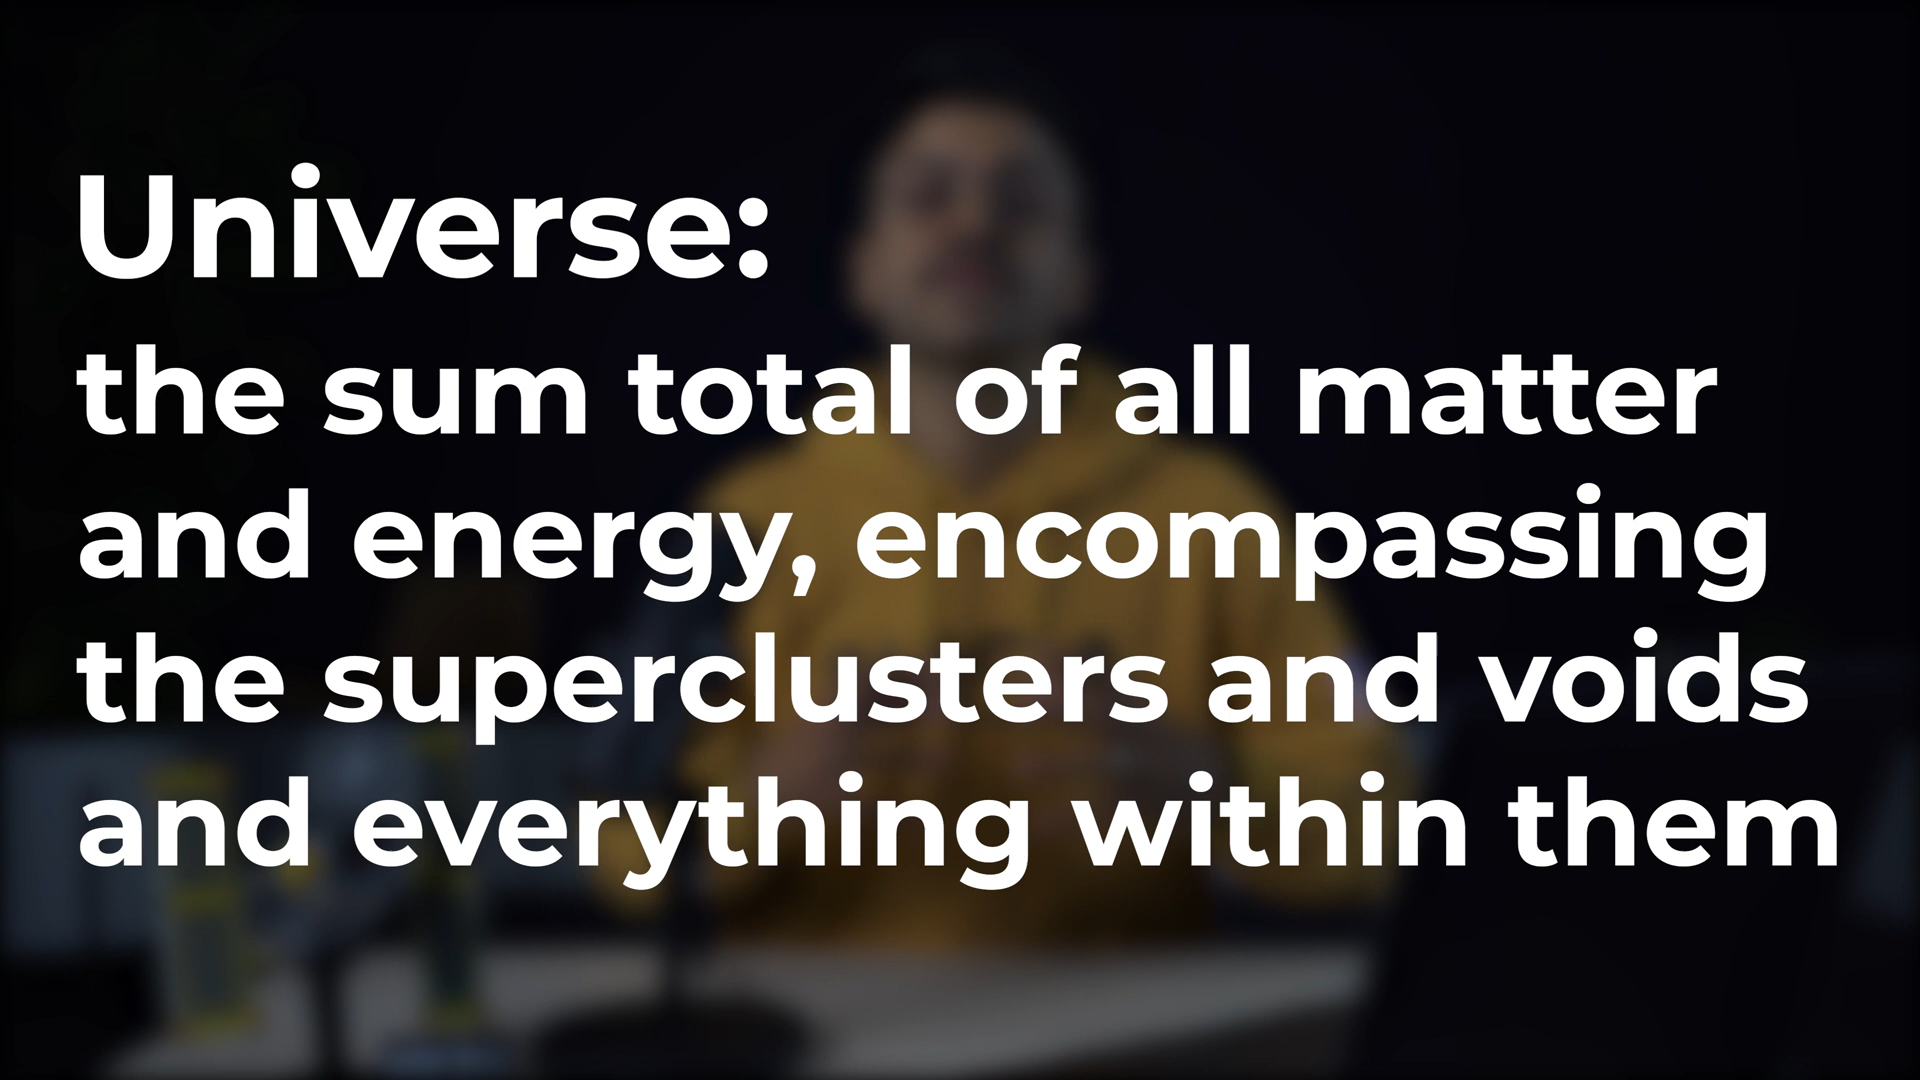 Universe:
the sum total of all matter
and energy, encompassing
the superclusters and voids
and everything within them